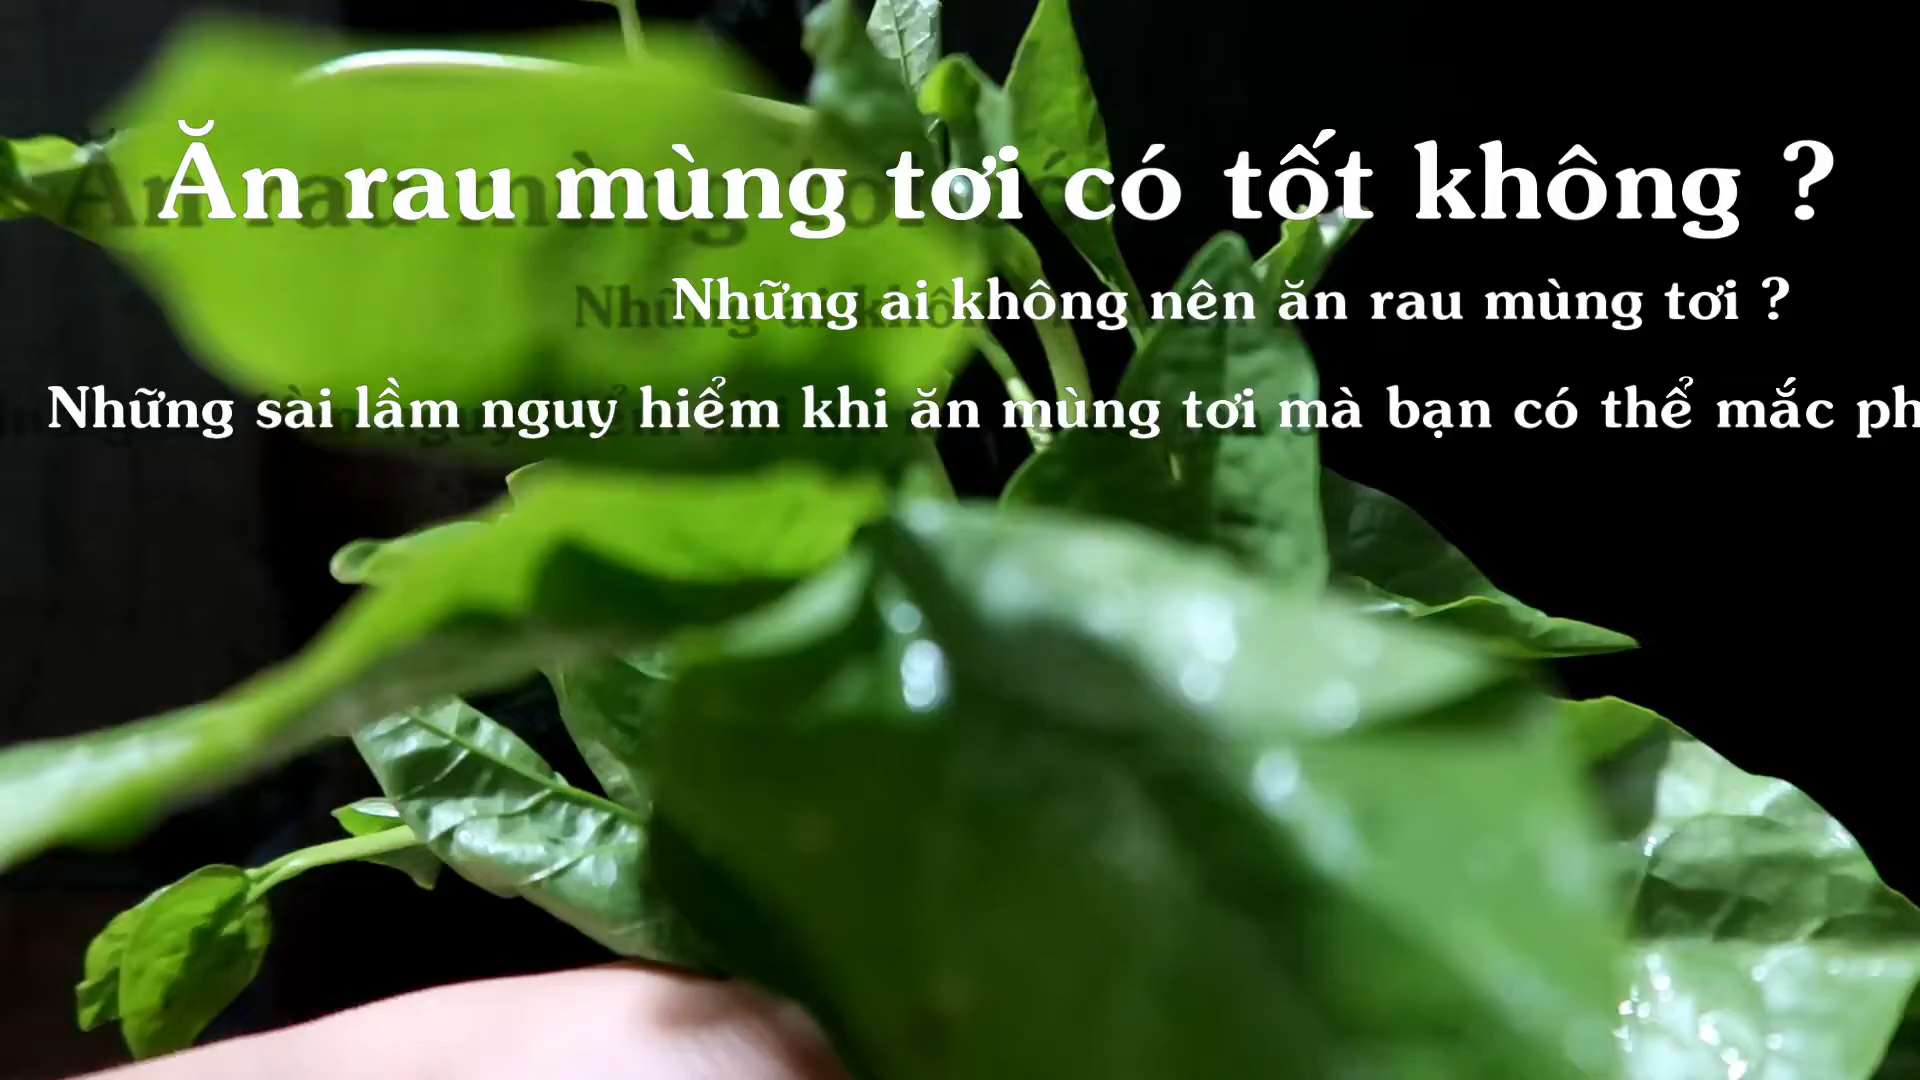 Ăn rau mùng tơi có tốt không ?
Những ai không nên ăn rau mùng tơi ?
Những sài lầm nguy hiểm khi ăn mùng tơi mà bạn có thể mắc ph